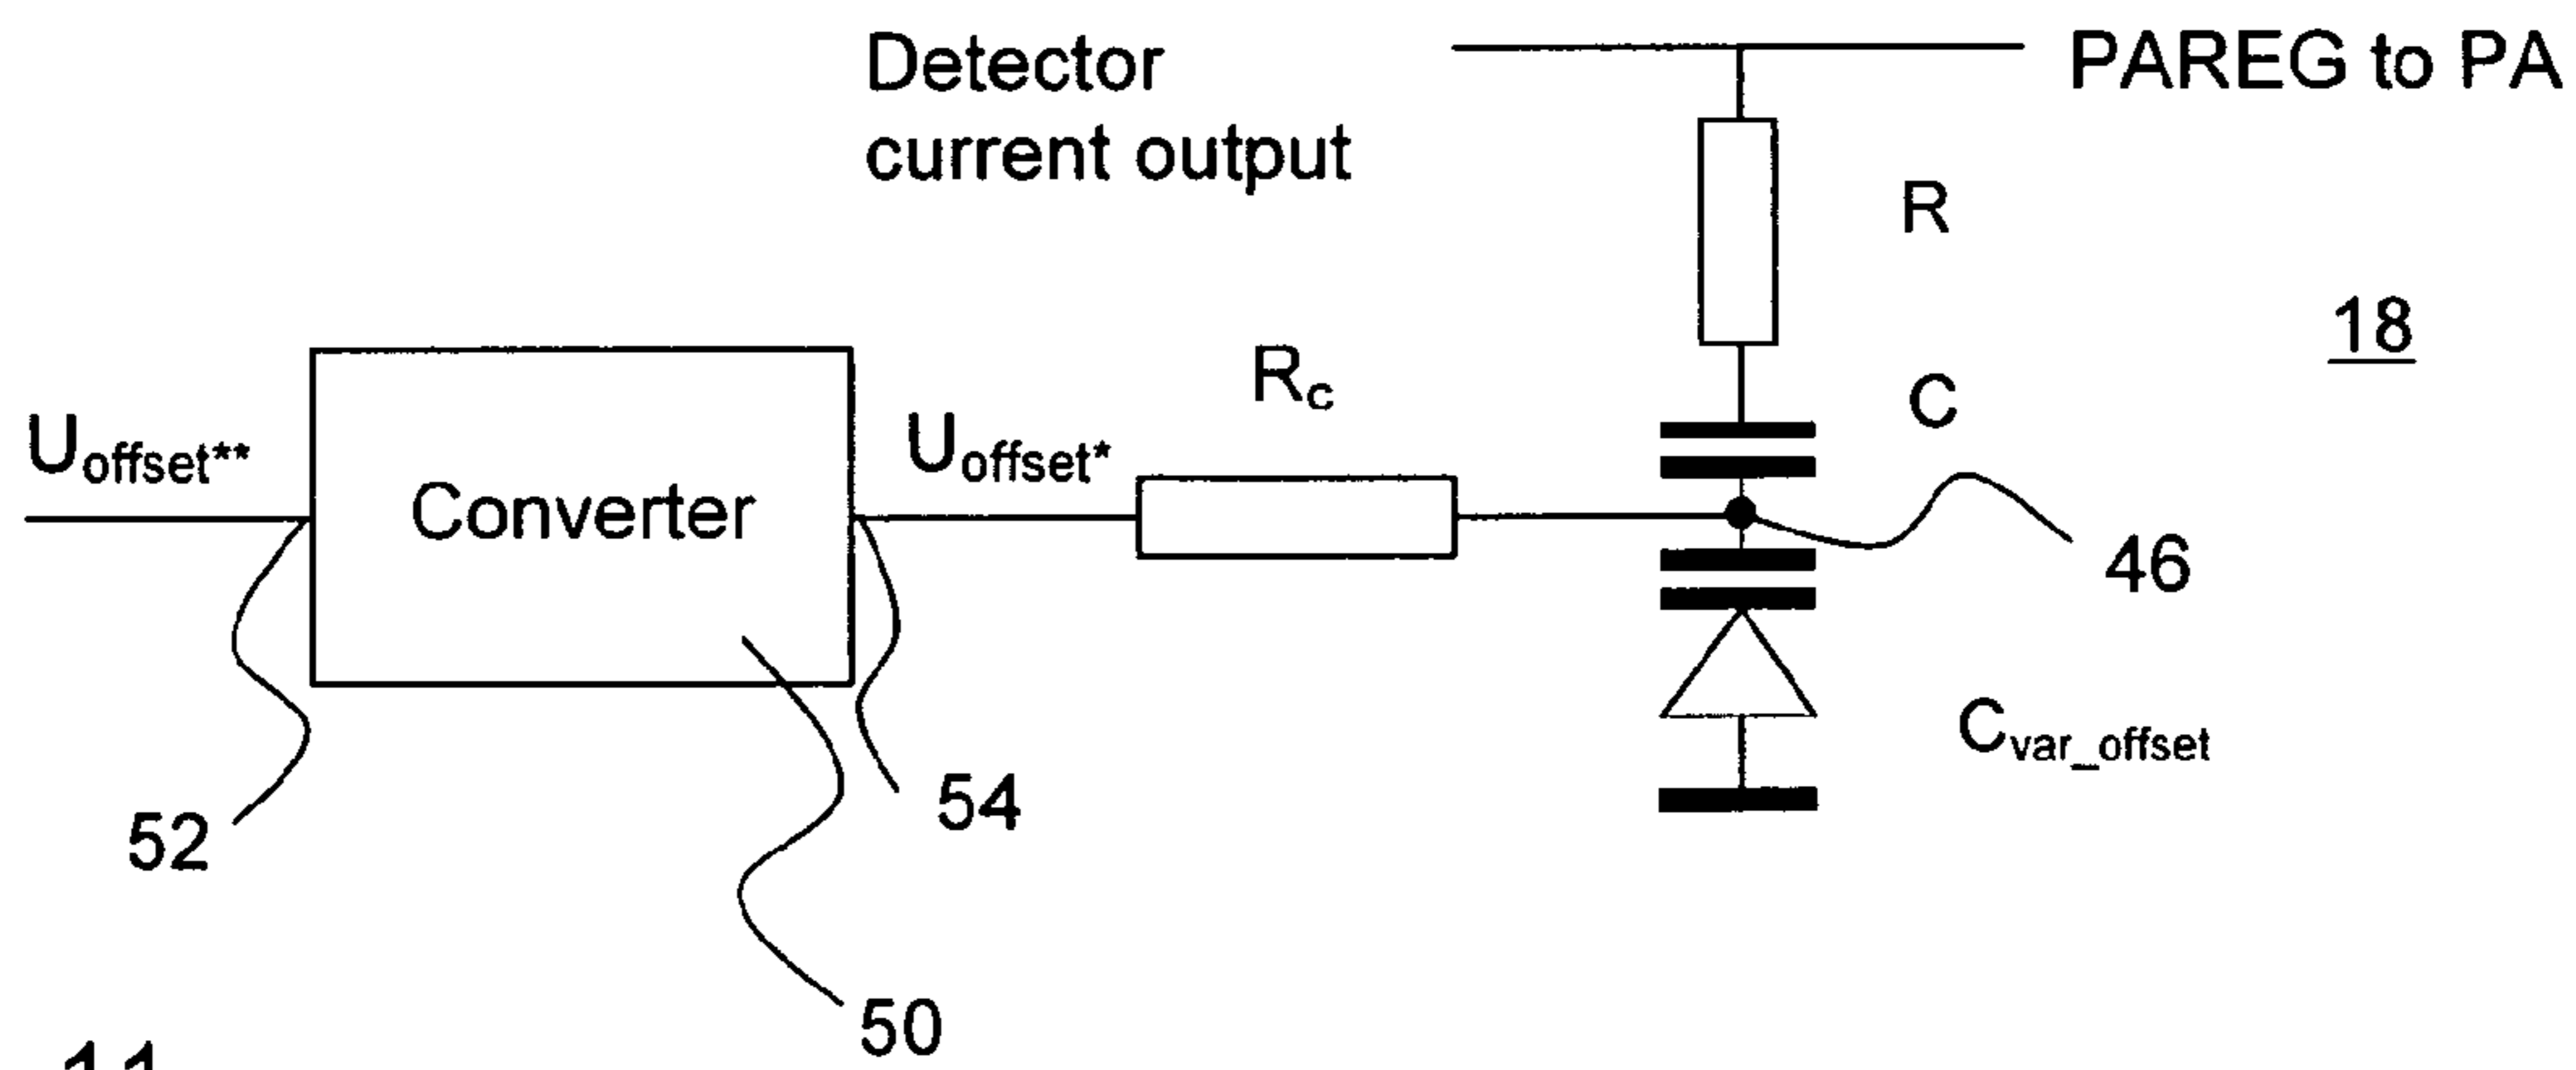 Detector
current output
PAREG to PA
R
18
Rc
C
Uoffset**
Uoffset*
Converter
46
Cvar_offset
52
54
50